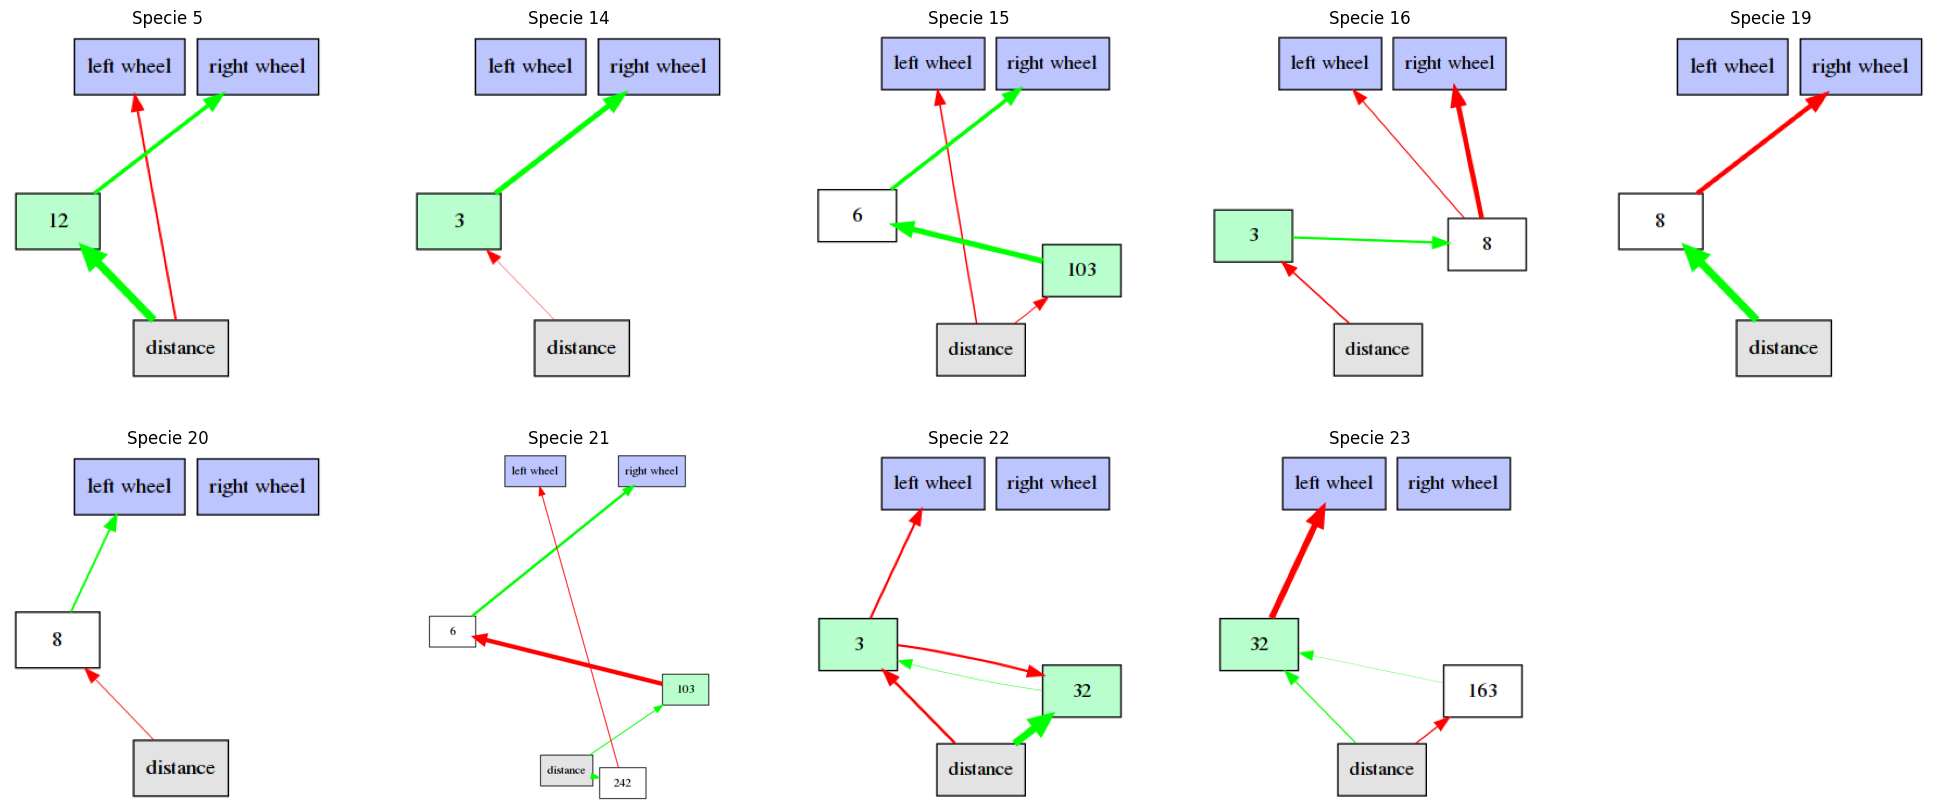 Specie 5
left wheel
right wheel
12
distance
Specie 14
left wheel
right wheel
3
distance
Specie 15
left wheel
right wheel
6
103
distance
Specie 16
left wheel
right wheel
3
8
distance
Specie 19
left wheel
right wheel
8
distance
Specie 20
left wheel
right wheel
8
distance
Specie 21
left wheel
right wheel
6
103
distance
242
Specie 22
left wheel
right wheel
3
32
distance
Specie 23
left wheel
right wheel
32
163
distance